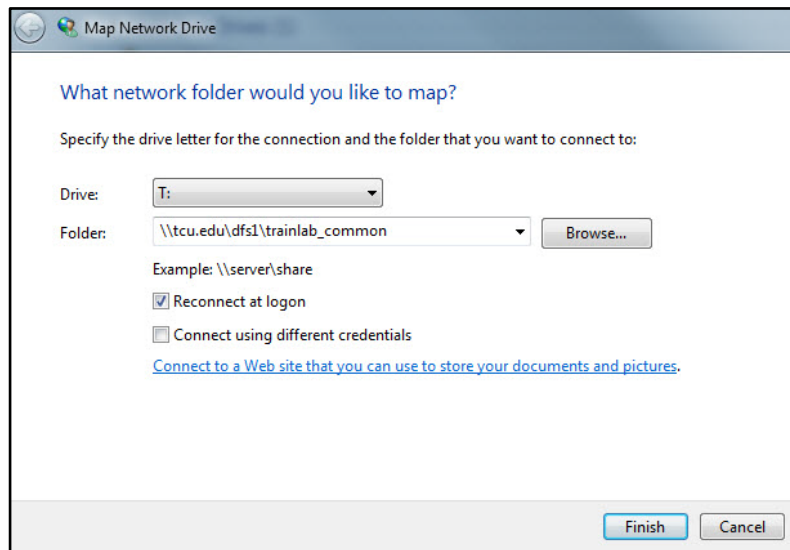 Map Network Drive
What network folder would you like to map?
Specify the drive letter for the connection and the folder that you want to connect to:
Drive: T:
Folder: \\tcu.edu\dfs1\trainlab_common Browse...
Example: \\server\share
Reconnect at logon
Connect using different credentials
Connect to a Web site that you can use to store your documents and pictures.
Finish Cancel